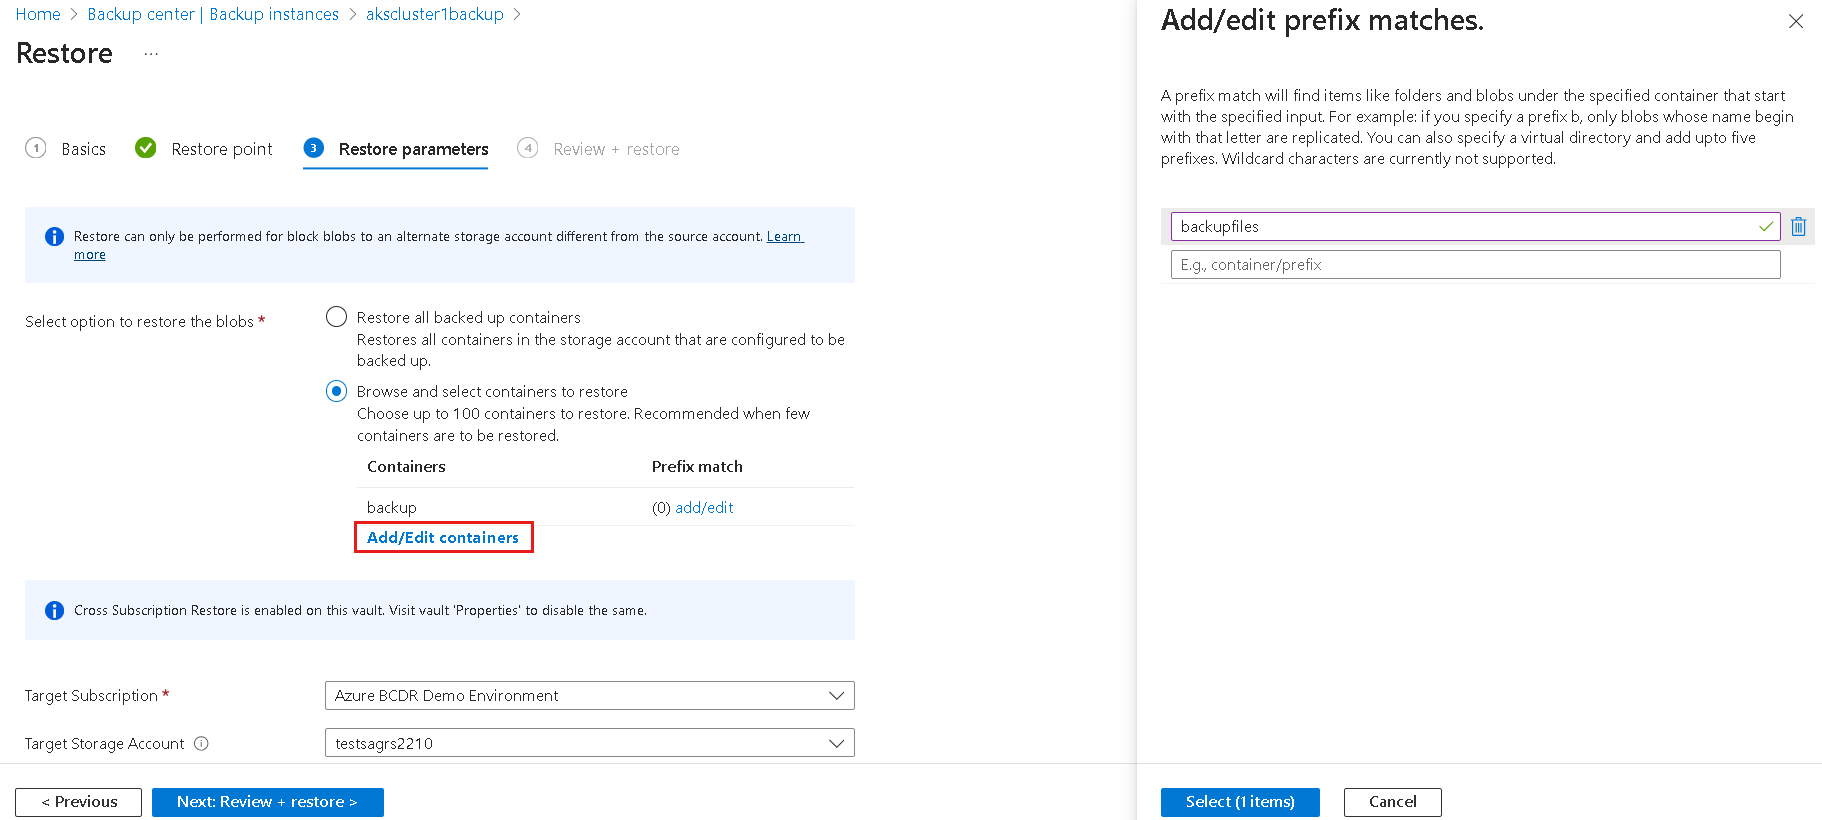 Home > Backup center | Backup instances > akscluster1backup >
Restore ...
1 Basics
Restore point
3 Restore parameters
4 Review + restore
Restore can only be performed for block blobs to an alternate storage account different from the source account. Learn
more
Select option to restore the blobs *
Restore all backed up containers
Restores all containers in the storage account that are configured to be
backed up.
Browse and select containers to restore
Choose up to 100 containers to restore. Recommended when few
containers are to be restored.
Containers Prefix match
backup (0) add/edit
Add/Edit containers
Cross Subscription Restore is enabled on this vault. Visit vault 'Properties' to disable the same.
Target Subscription * Azure BCDR Demo Environment
Target Storage Account testsagrs2210
< Previous
Next: Review + restore >
Add/edit prefix matches.
A prefix match will find items like folders and blobs under the specified container that start
with the specified input. For example: if you specify a prefix b, only blobs whose name begin
with that letter are replicated. You can also specify a virtual directory and add upto five
prefixes. Wildcard characters are currently not supported.
backupfiles
E.g., container/prefix
Select (1 items)
Cancel